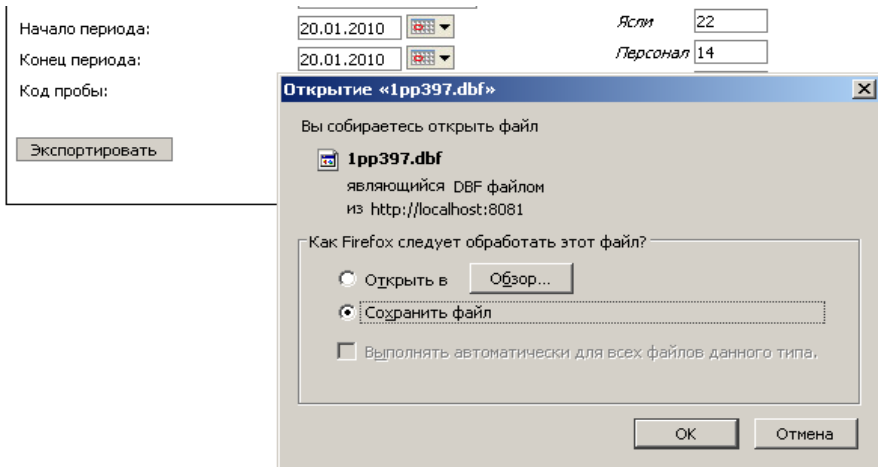 Начало периода:
20.01.2010
Ясли 22
Конец периода:
20.01.2010
Персонал 14
Код пробы:
Экспортировать
Открытие «1pp397.dbf»
Вы собираетесь открыть файл
1pp397.dbf
являющийся DBF файлом
из http://localhost:8081
Как Firefox следует обработать этот файл?
Открыть в Обзор...
Сохранить файл
Выполнять автоматически для всех файлов данного типа.
OK Отмена